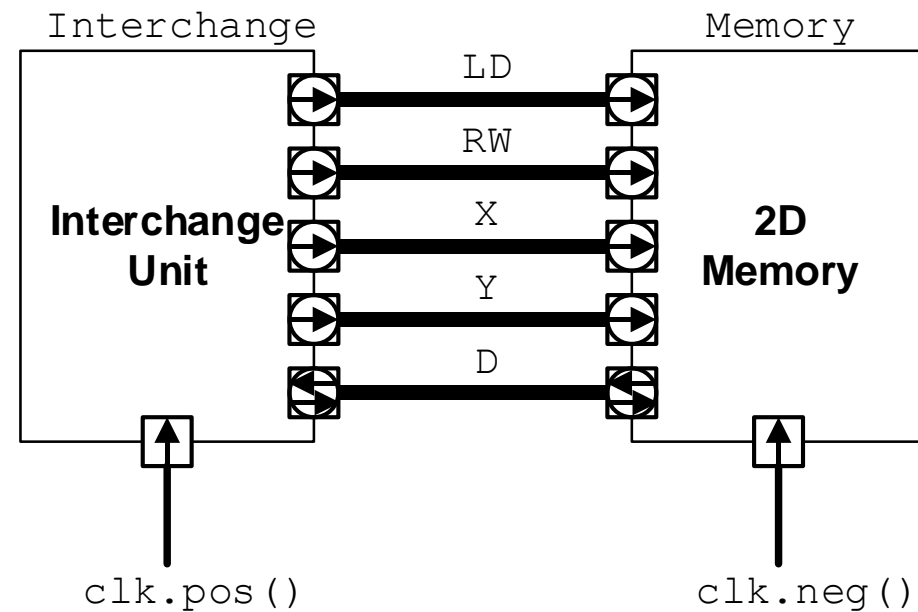 Interchange
Memory
LD
RW
X
Y
D
Interchange
Unit
2D
Memory
clk.pos()
clk.neg()